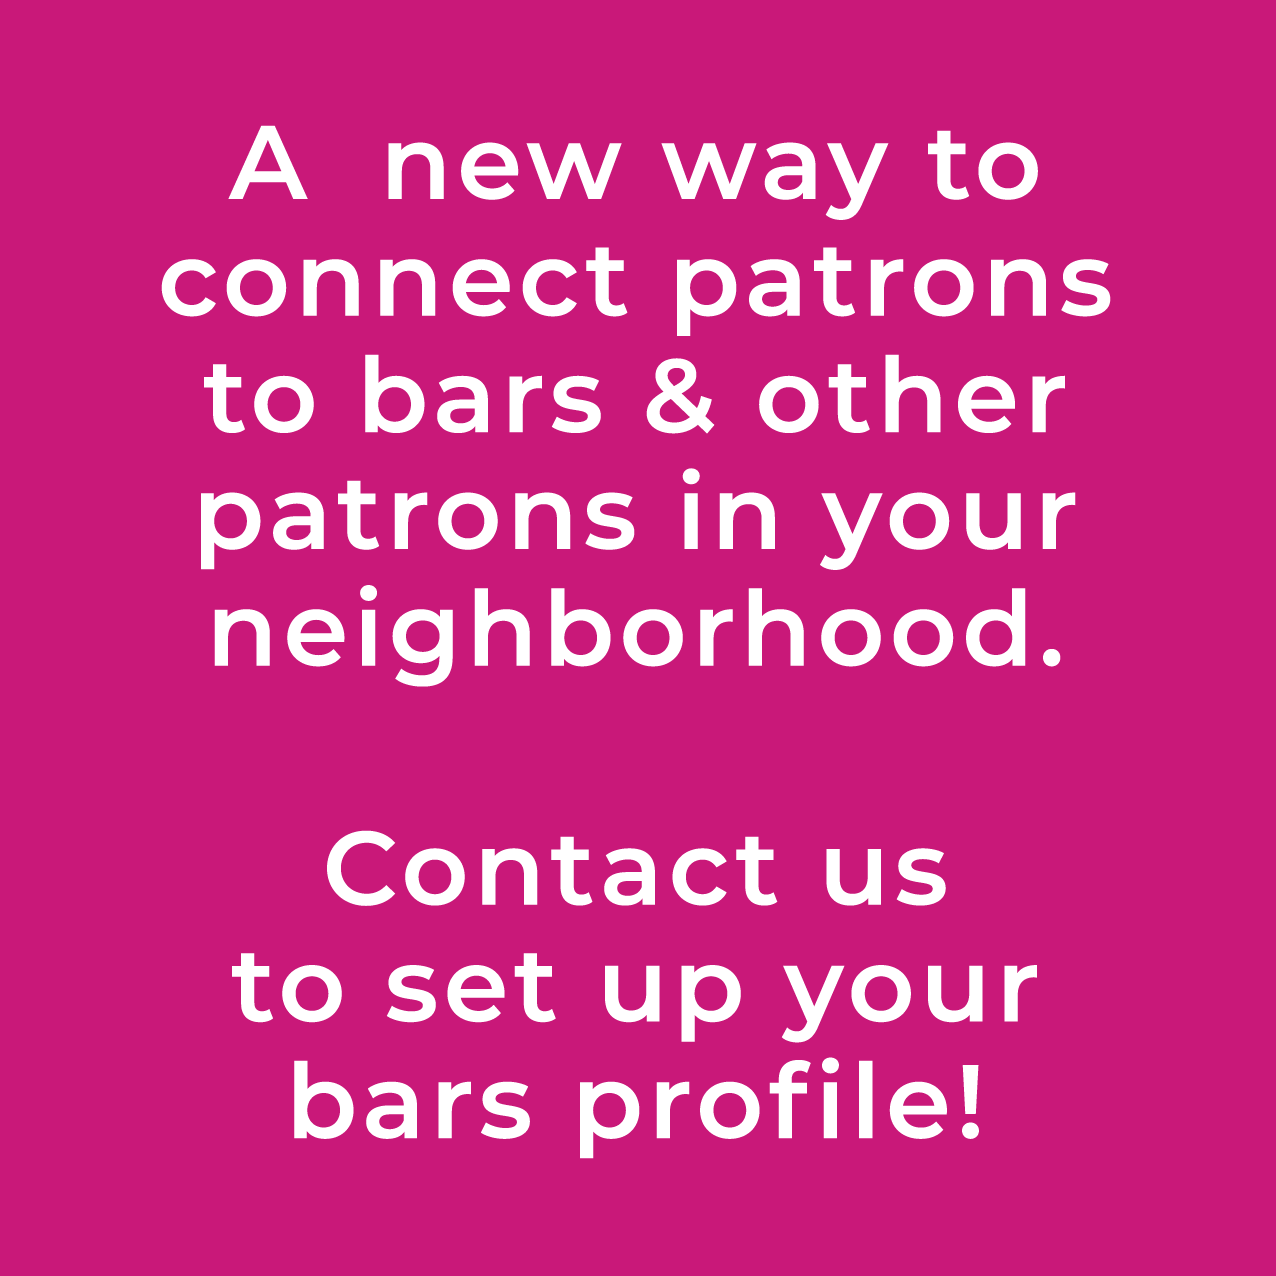 A  new way to
connect patrons
to bars & other
patrons in your
neighborhood.
Contact us
to set up your
bars profile!